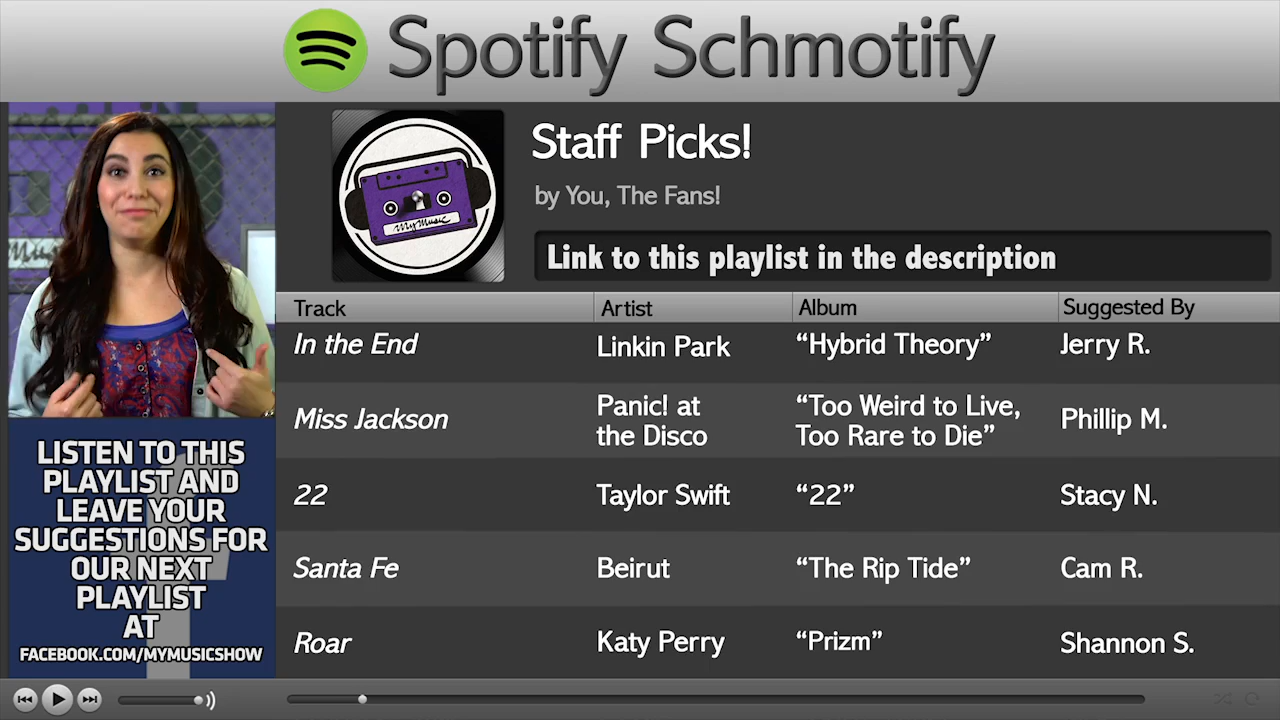 Spotify Schmotify
Staff Picks!
by You, The Fans!
MyMusic
Link to this playlist in the description
Track Artist Album Suggested By
In the End Linkin Park “Hybrid Theory” Jerry R.
Miss Jackson Panic! at the Disco “Too Weird to Live, Too Rare to Die” Phillip M.
22 Taylor Swift “22” Stacy N.
Santa Fe Beirut “The Rip Tide” Cam R.
Roar Katy Perry “Prizm” Shannon S.
LISTEN TO THIS
PLAYLIST AND
LEAVE YOUR
SUGGESTIONS FOR
OUR NEXT
PLAYLIST
AT
FACEBOOK.COM/MYMUSICSHOW